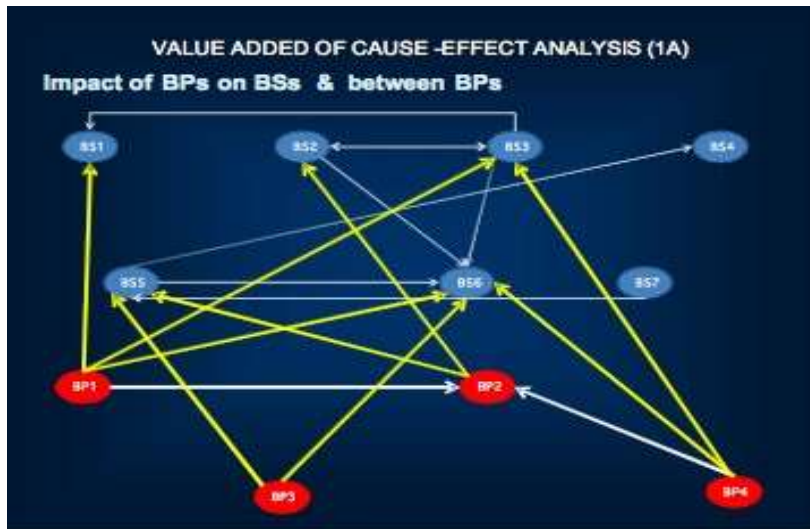 VALUE ADDED OF CAUSE -EFFECT ANALYSIS (1A)
Impact of BPs on BSs & between BPs
BS1 BS2 BS3 BS4
BS5 BS6 BS7
BP1 BP2
BP3 BP4